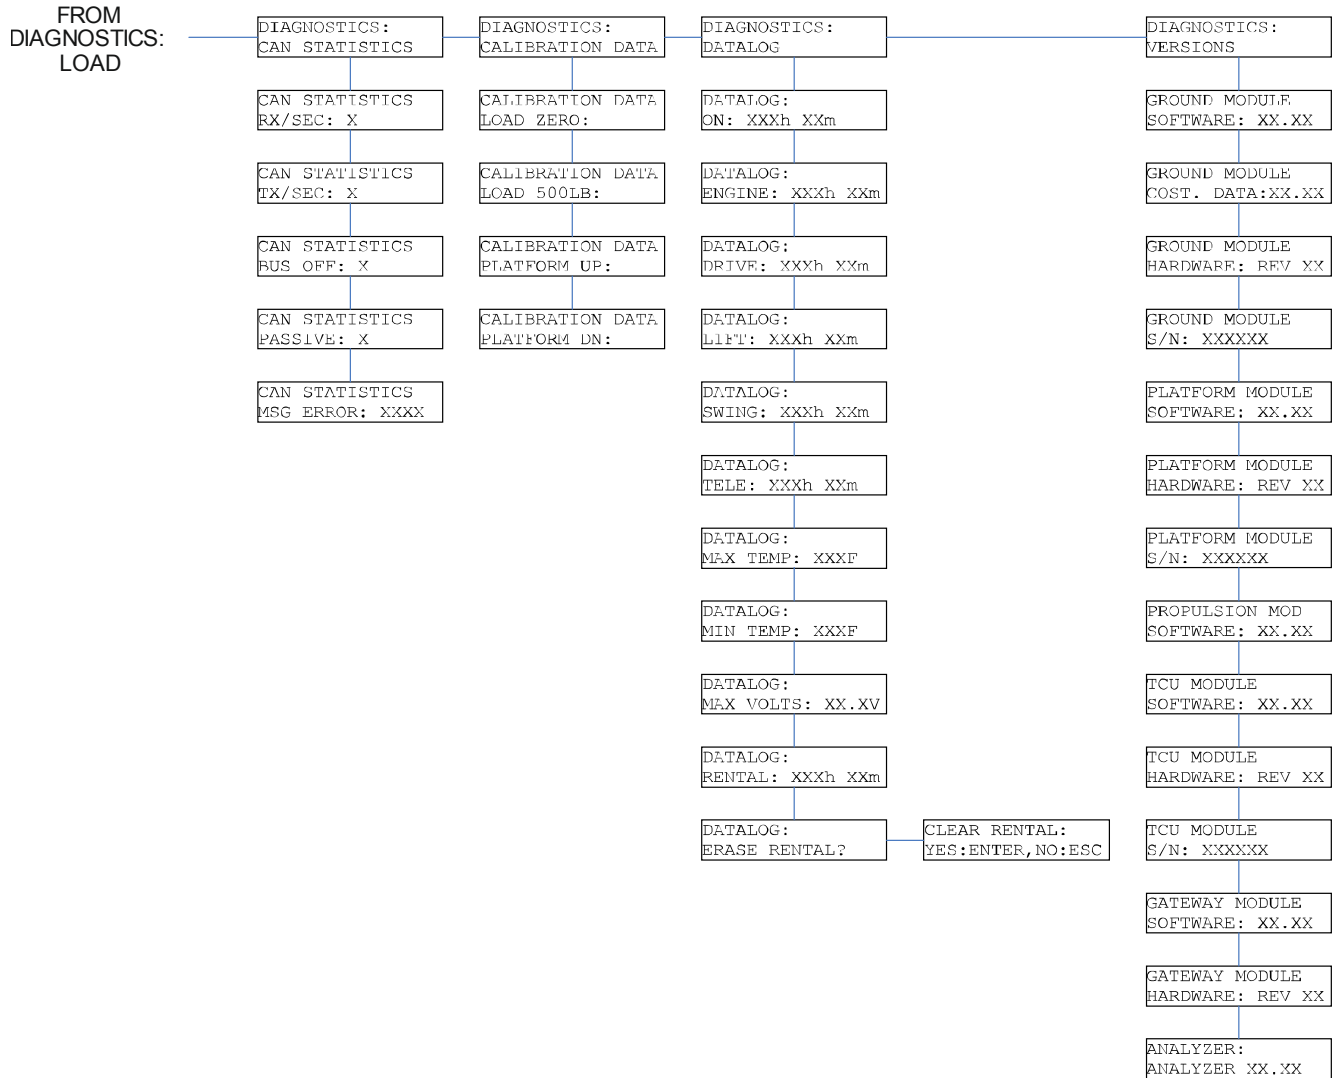 FROM
DIAGNOSTICS:
LOAD
DIAGNOSTICS:
CAN STATISTICS
CAN STATISTICS
RX/SEC: X
CAN STATISTICS
TX/SEC: X
CAN STATISTICS
BUS OFF: X
CAN STATISTICS
PASSIVE: X
CAN STATISTICS
MSG ERROR: XXXX
DIAGNOSTICS:
CALIBRATION DATA
CALIBRATION DATA
LOAD ZERO:
CALIBRATION DATA
LOAD 500LB:
CALIBRATION DATA
PLATFORM UP:
CALIBRATION DATA
PLATFORM DN:
DIAGNOSTICS:
DATALOG
DATALOG:
ON: XXXh XXm
DATALOG:
ENGINE: XXXh XXm
DATALOG:
DRIVE: XXXh XXm
DATALOG:
LIFT: XXXh XXm
DATALOG:
SWING: XXXh XXm
DATALOG:
TELE: XXXh XXm
DATALOG:
MAX TEMP: XXXF
DATALOG:
MIN TEMP: XXXF
DATALOG:
MAX VOLTS: XX.XV
DATALOG:
RENTAL: XXXh XXm
DATALOG:
ERASE RENTAL?
CLEAR RENTAL:
YES:ENTER,NO:ESC
DIAGNOSTICS:
VERSIONS
GROUND MODULE
SOFTWARE: XX.XX
GROUND MODULE
COST. DATA:XX.XX
GROUND MODULE
HARDWARE: REV XX
GROUND MODULE
S/N: XXXXXX
PLATFORM MODULE
SOFTWARE: XX.XX
PLATFORM MODULE
HARDWARE: REV XX
PLATFORM MODULE
S/N: XXXXXX
PROPULSION MOD
SOFTWARE: XX.XX
TCU MODULE
SOFTWARE: XX.XX
TCU MODULE
HARDWARE: REV XX
TCU MODULE
S/N: XXXXXX
GATEWAY MODULE
SOFTWARE: XX.XX
GATEWAY MODULE
HARDWARE: REV XX
ANALYZER:
ANALYZER XX.XX